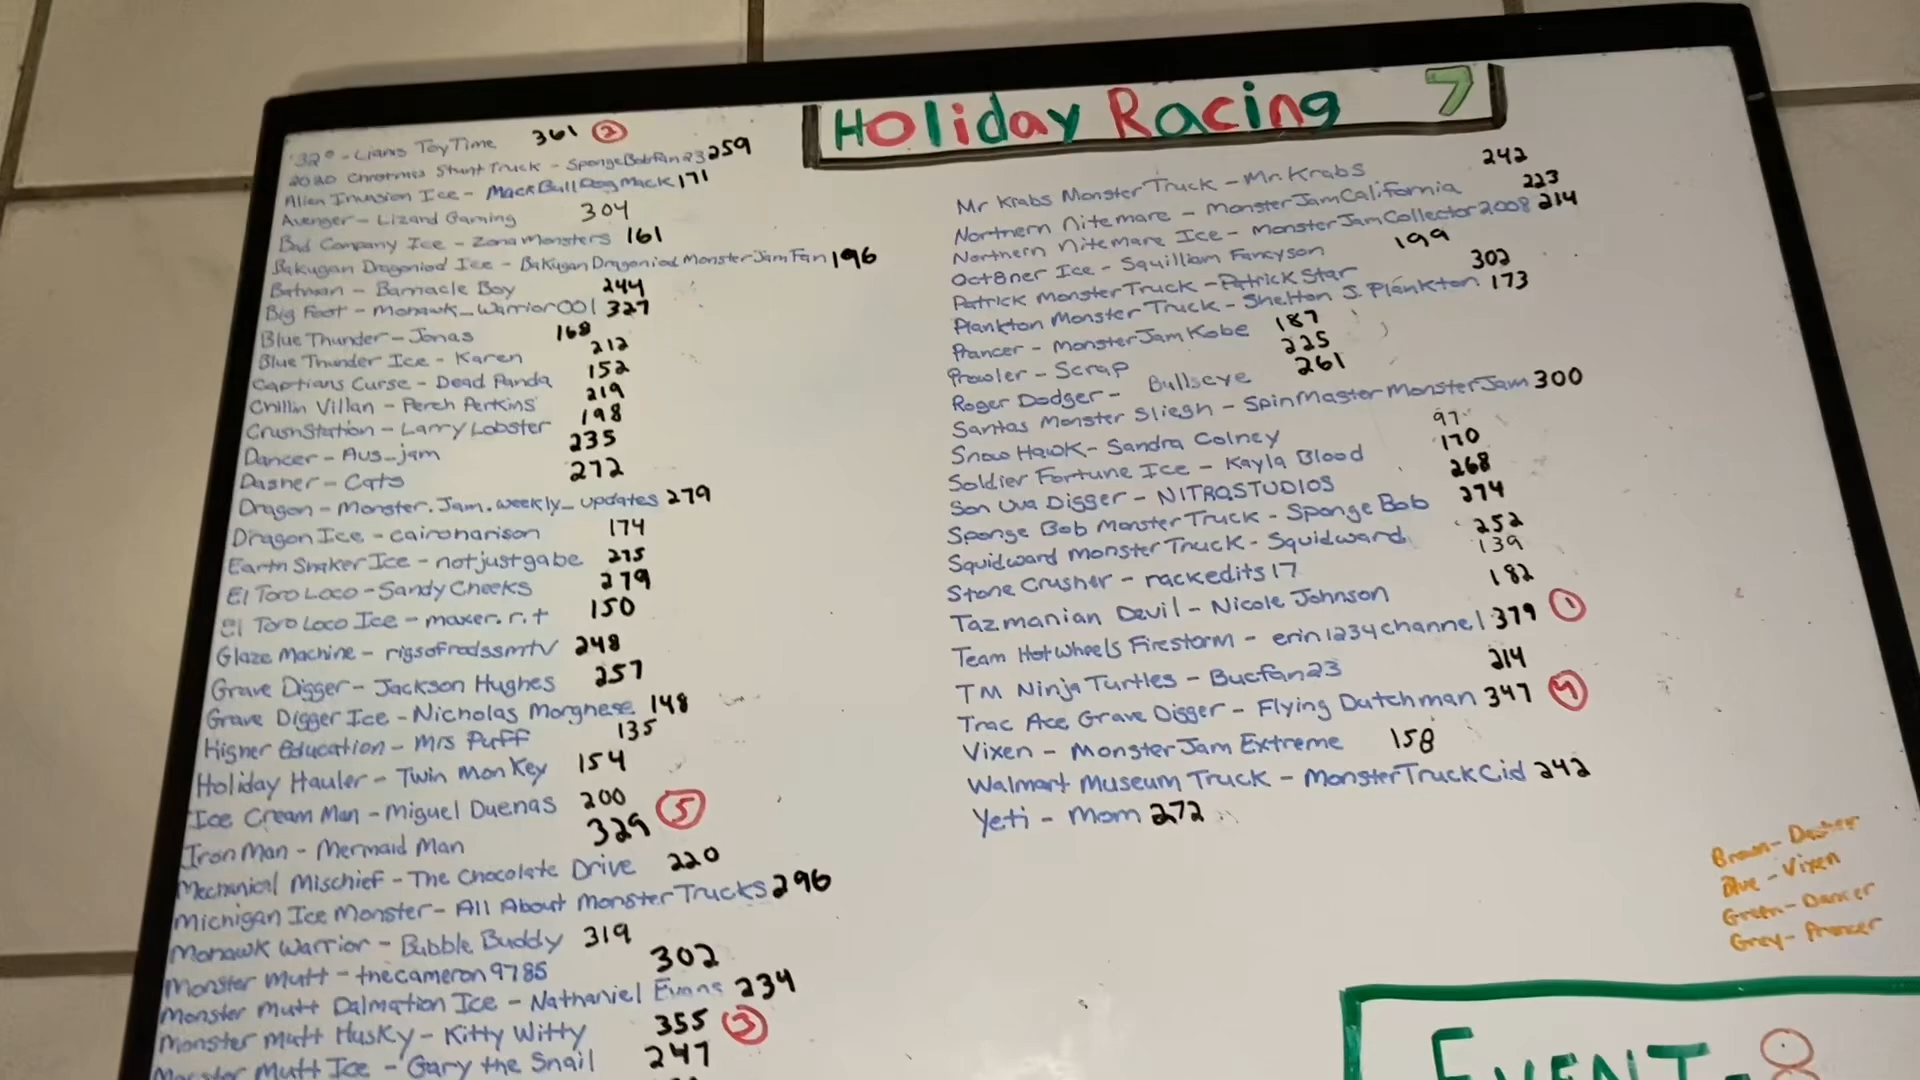 Holiday Racing 7
32° - Liams ToyTime 361 2
2020 Christmas Stunt Truck - SpongeBobFan23 259
Alien Invasion Ice - MackBullDogMack 171
Avenger - Lizard Gaming 304
Bad Company Ice - Zonamonsters 161
Bakugan Dragoniod Ice - BakuganDragoniodMonsterJamFan 196
Batman - Barnacle Boy 244
Big Foot - Mohawk_Warrior001 327
Blue Thunder - Jonas 168
Blue Thunder Ice - Karen 212
Captians Curse - Dead Panda 152
Chillin Villan - Perch Perkins 219
CrushStation - Larry Lobster 198
Dancer - Aus_jam 235
Dasher - Cats 272
Dragon - Monster.Jam.weekly_updates 279
Dragon Ice - cairoharison 174
Earth Shaker Ice - notjustgabe 275
El Toro Loco - Sandy Cheeks 279
El Toro Loco Ice - maxer.r.t 150
Glaze Machine - rigsofrodssmtv 248
Grave Digger - Jackson Hughes 257
Grave Digger Ice - Nicholas Morgnese 148
Higher Education - Mrs Puff 135
Holiday Hauler - Twin Monkey 154
Ice Cream Man - Miguel Duenas 200
Iron Man - Mermaid Man 329 5
Mechanical Mischief - The Chocolate Drive 220
Michigan Ice Monster - All About Monster Trucks 296
Mohawk Warrior - Bubble Buddy 319
Monster Mutt - thecameron9785 302
Monster Mutt Dalmation Ice - Nathaniel Evans 234
Monster Mutt Husky - Kitty Witty 355 3
Monster Mutt Ice - Gary the Snail 247
Mr Krabs Monster Truck - Mr. Krabs 242
Northern Nitemare - MonsterJamCalifornia 223
Northern Nitemare Ice - MonsterJamCollector2008 214
Oct8ner Ice - Squilliam Fancyson 199
Patrick Monster Truck - Patrick Star 302
Plankton Monster Truck - Shelton J. Plankton 173
Prancer - MonsterJamKobe 187
Prowler - Scrap 225
Roger Dodger - Bullseye 261
Santas Monster Sliegh - SpinMasterMonsterJam 300
Snow Hawk - Sandra Colney 97
Soldier Fortune Ice - Kayla Blood 170
Son Uva Digger - NITROSTUDIOS 268
Sponge Bob Monster Truck - Sponge Bob 274
Squidward Monster Truck - Squidward 252
Stone Crusher - rackedits17 139
Tazmanian Devil - Nicole Johnson 182
Team HotWheels Firestorm - erin1234channel 379 1
TM Ninja Turtles - Bucfan23 214
Trac Ace Grave Digger - Flying Dutchman 347 4
Vixen - MonsterJam Extreme 158
Walmart Museum Truck - MonsterTruckCid 242
Yeti - Mom 272
Brown - Dasher
Blue - Vixen
Green - Dancer
Grey - Prancer
EVENT - 8